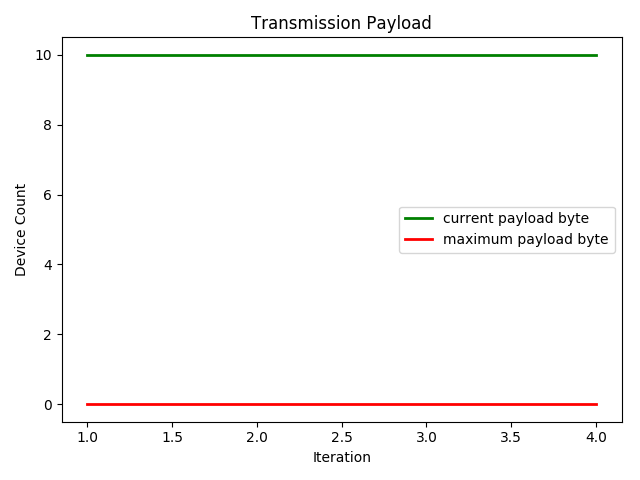 Transmission Payload
10
8
6
4
2
0
Device Count
current payload byte
maximum payload byte
1.0 1.5 2.0 2.5 3.0 3.5 4.0
Iteration